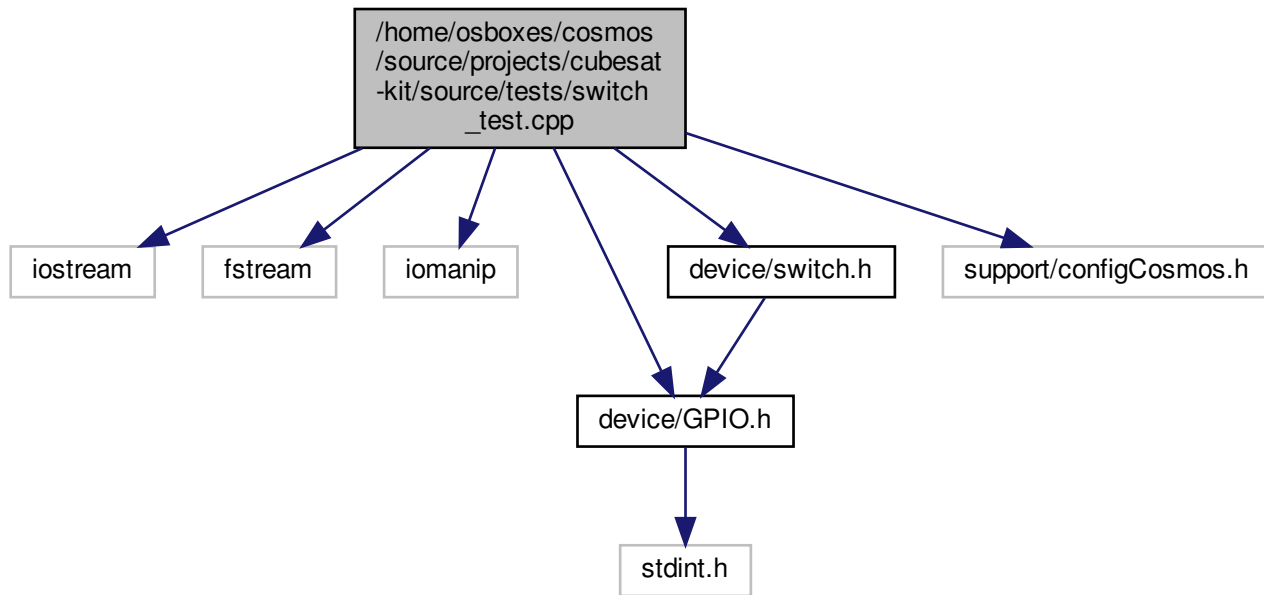 /home/osboxes/cosmos
/source/projects/cubesat
-kit/source/tests/switch
_test.cpp
iostream
fstream
iomanip
device/switch.h
support/configCosmos.h
device/GPIO.h
stdint.h